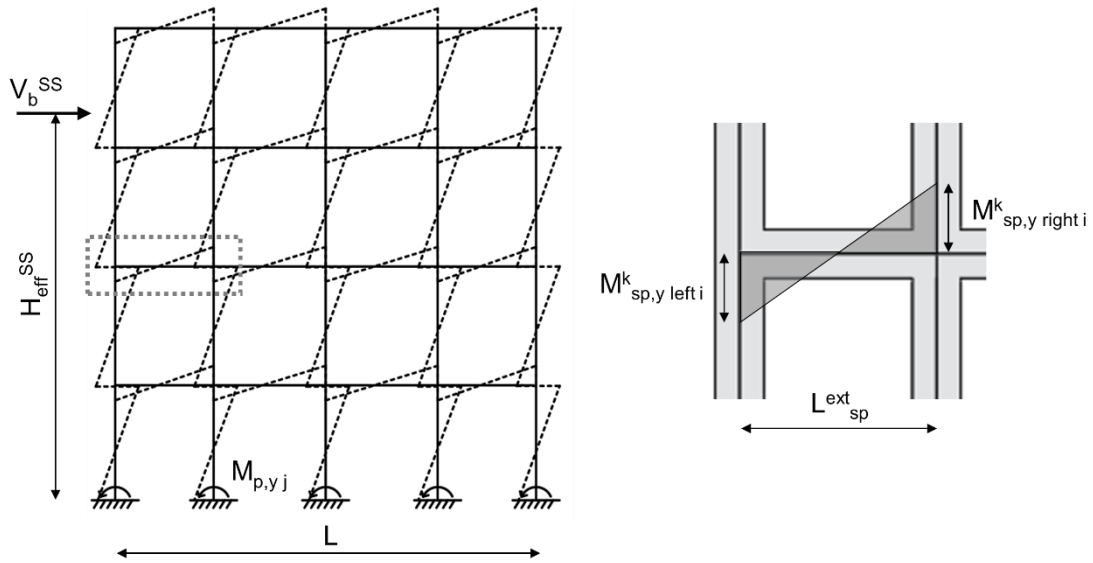 V_b^SS
H_eff^SS
M_p,y j
L
M^k_sp,y left i
M^k_sp,y right i
L^ext_sp